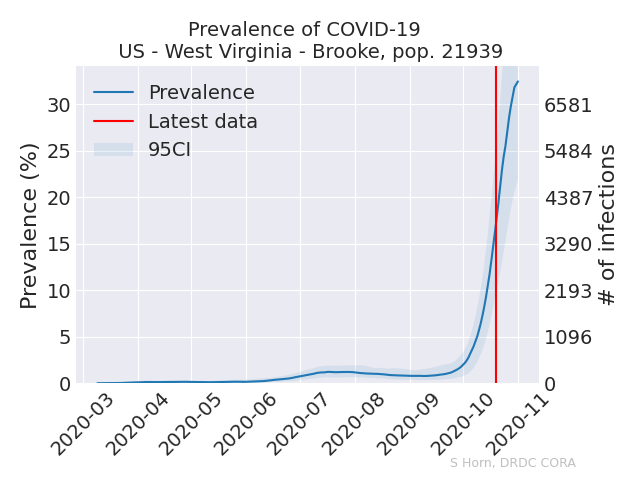 Prevalence of COVID-19
US - West Virginia - Brooke, pop. 21939
Prevalence
Latest data
95CI
Prevalence (%)
30
25
20
15
10
5
0
6581
5484
4387
3290
2193
1096
0
# of infections
2020-03
2020-04
2020-05
2020-06
2020-07
2020-08
2020-09
2020-10
2020-11
S Horn, DRDC CORA